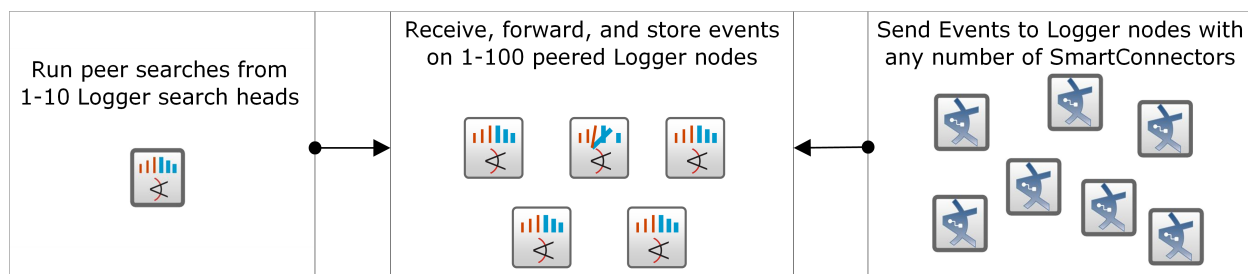 Run peer searches from
1-10 Logger search heads
Receive, forward, and store events
on 1-100 peered Logger nodes
Send Events to Logger nodes with
any number of SmartConnectors